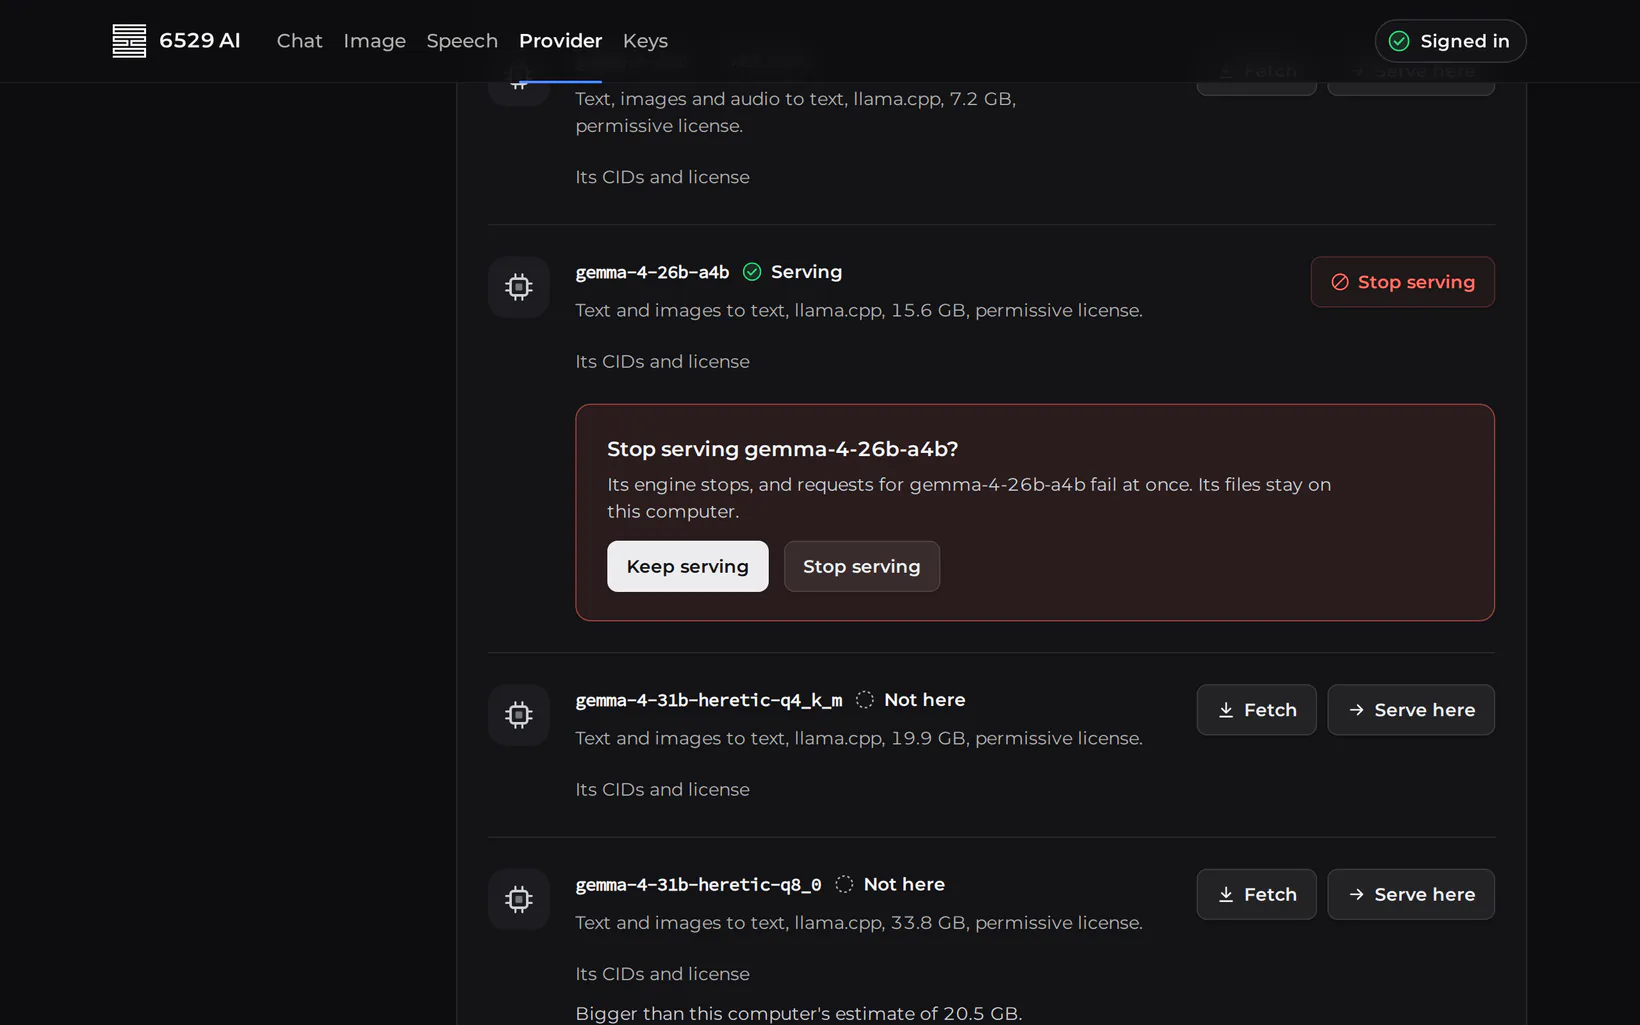 6529 AI
Chat
Image
Speech
Provider
Keys
Signed in
Fetch
Serve here
Text, images and audio to text, llama.cpp, 7.2 GB,
permissive license.
Its CIDs and license
gemma-4-26b-a4b
Serving
Stop serving
Text and images to text, llama.cpp, 15.6 GB, permissive license.
Its CIDs and license
Stop serving gemma-4-26b-a4b?
Its engine stops, and requests for gemma-4-26b-a4b fail at once. Its files stay on
this computer.
Keep serving
Stop serving
gemma-4-31b-heretic-q4_k_m
Not here
Fetch
Serve here
Text and images to text, llama.cpp, 19.9 GB, permissive license.
Its CIDs and license
gemma-4-31b-heretic-q8_0
Not here
Fetch
Serve here
Text and images to text, llama.cpp, 33.8 GB, permissive license.
Its CIDs and license
Bigger than this computer's estimate of 20.5 GB.